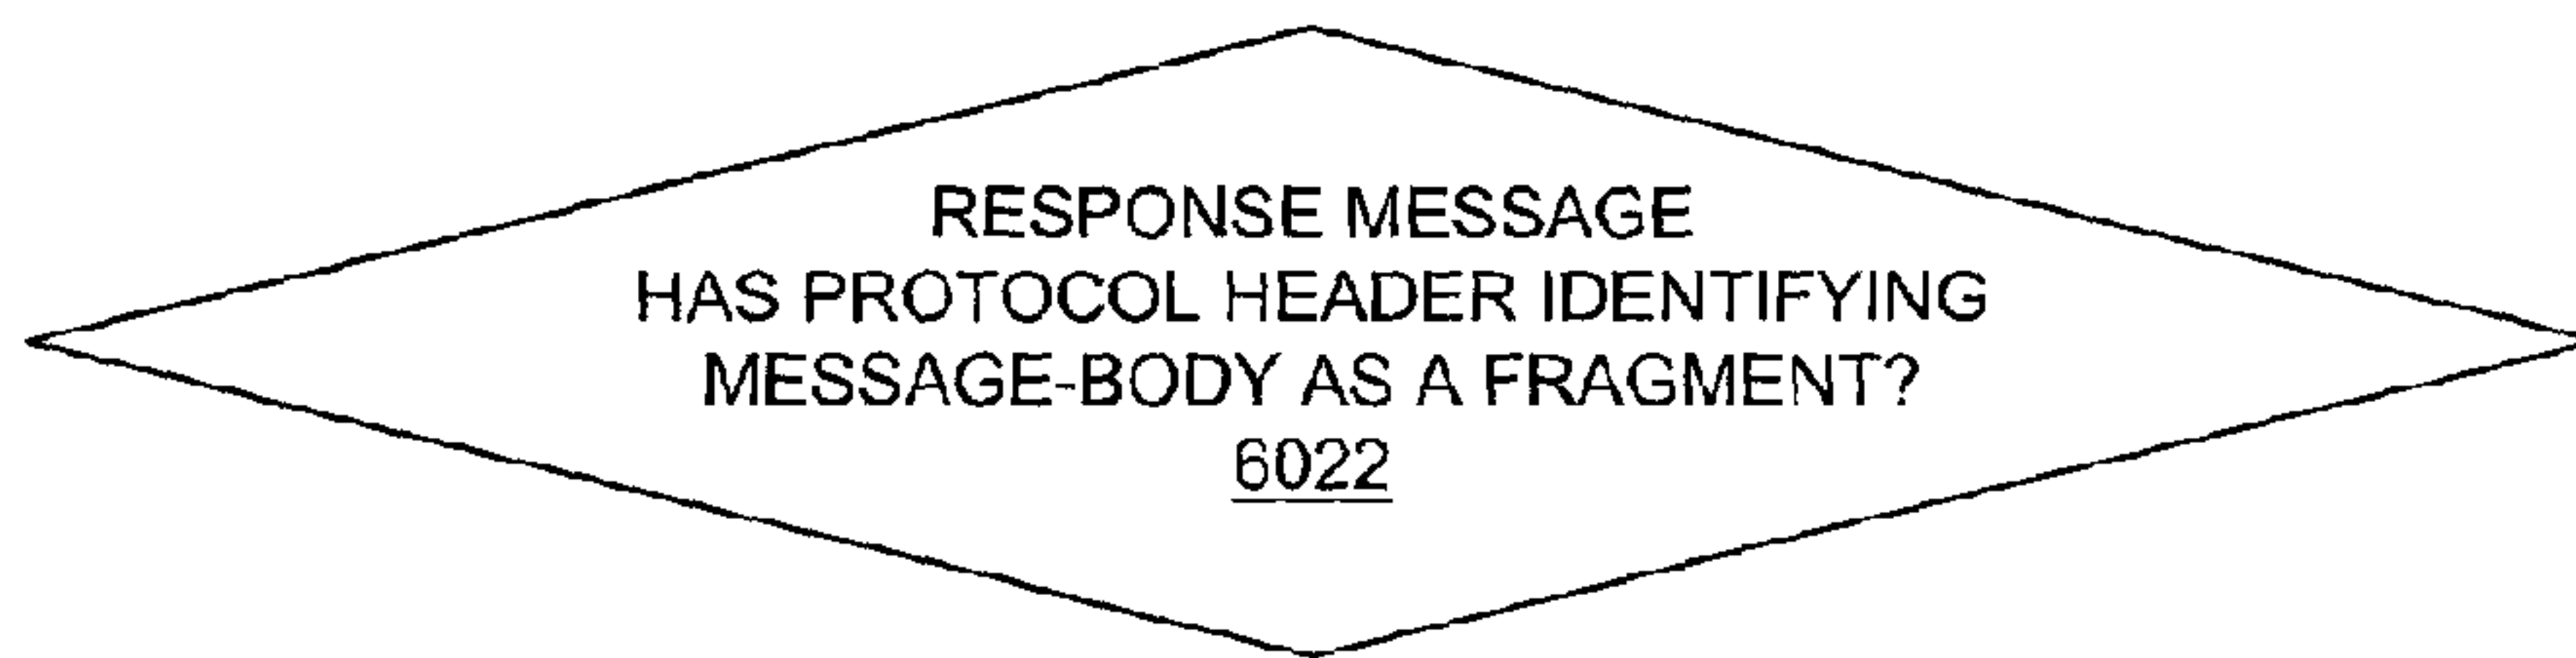 RESPONSE MESSAGE
HAS PROTOCOL HEADER IDENTIFYING
MESSAGE-BODY AS A FRAGMENT?
6022